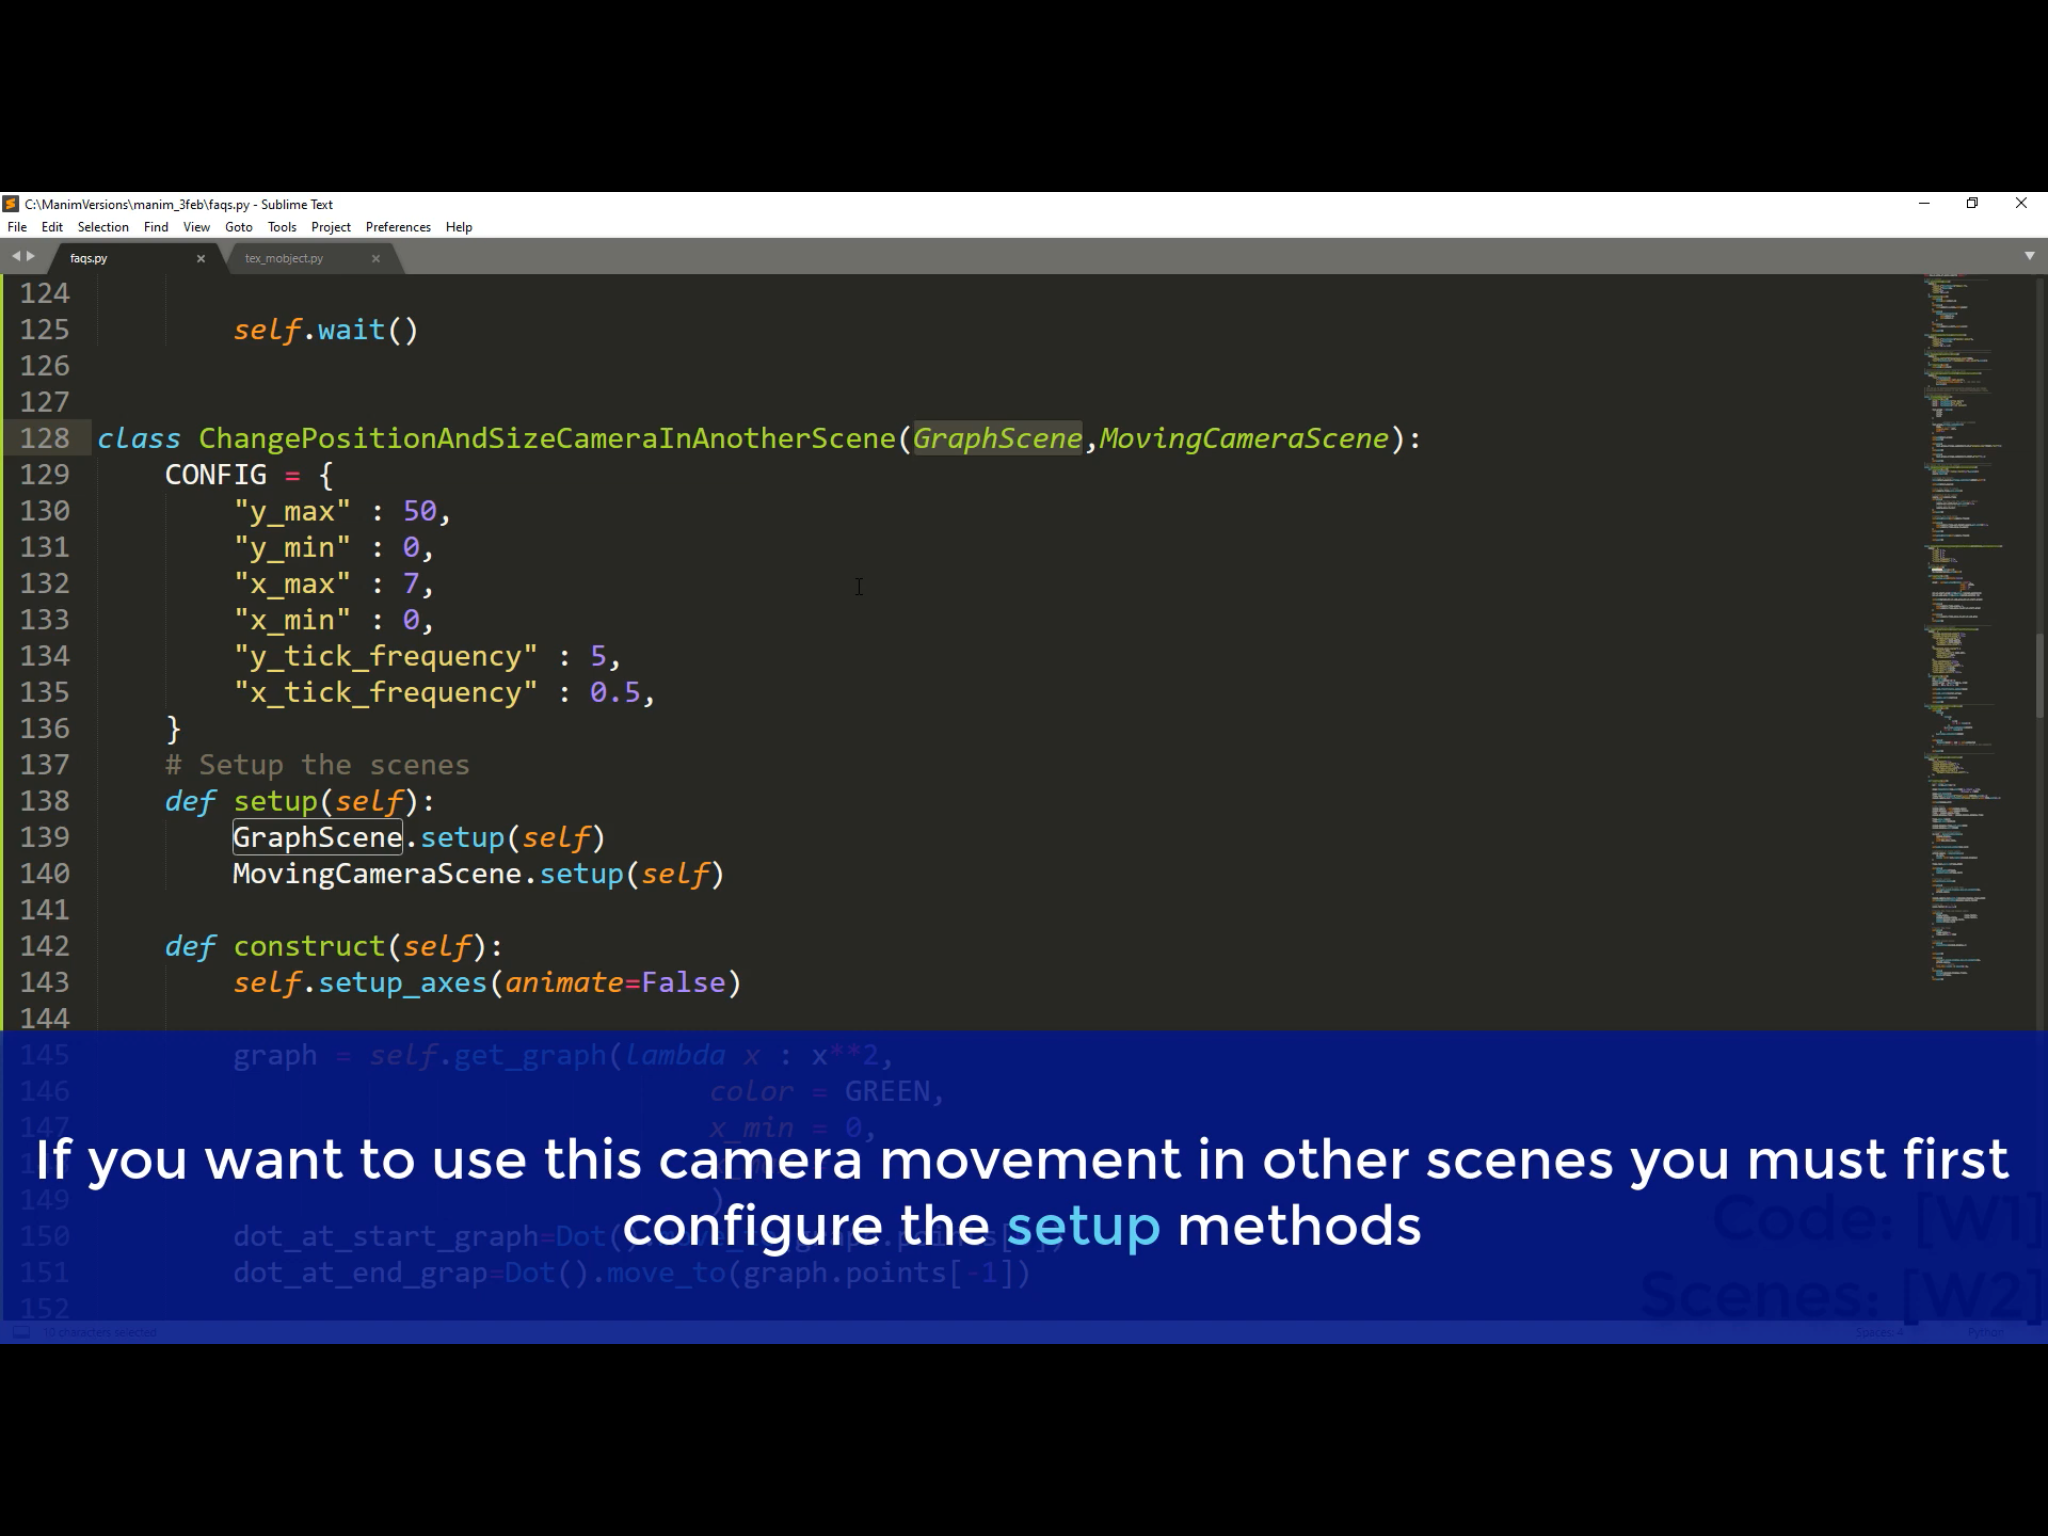 C:\ManimVersions\manim_3feb\faqs.py - Sublime Text
File Edit Selection Find View Goto Tools Project Preferences Help
faqs.py × tex_mobject.py ×
124
125 self.wait()
126
127
128 class ChangePositionAndSizeCameraInAnotherScene(GraphScene,MovingCameraScene):
129 CONFIG = {
130 "y_max" : 50,
131 "y_min" : 0,
132 "x_max" : 7,
133 "x_min" : 0,
134 "y_tick_frequency" : 5,
135 "x_tick_frequency" : 0.5,
136 }
137 # Setup the scenes
138 def setup(self):
139 GraphScene.setup(self)
140 MovingCameraScene.setup(self)
141
142 def construct(self):
143 self.setup_axes(animate=False)
144
145 graph = self.get_graph(lambda x : x**2,
146 color = GREEN,
147 x_min = 0,
If you want to use this camera movement in other scenes you must first
149 )
configure the setup methods
Code: [W1]
150 dot_at_start_graph=Dot()
151 dot_at_end_grap=Dot().move_to(graph.points[-1])
Scenes: [W2]
152
10 characters selected Spaces: 4 Python